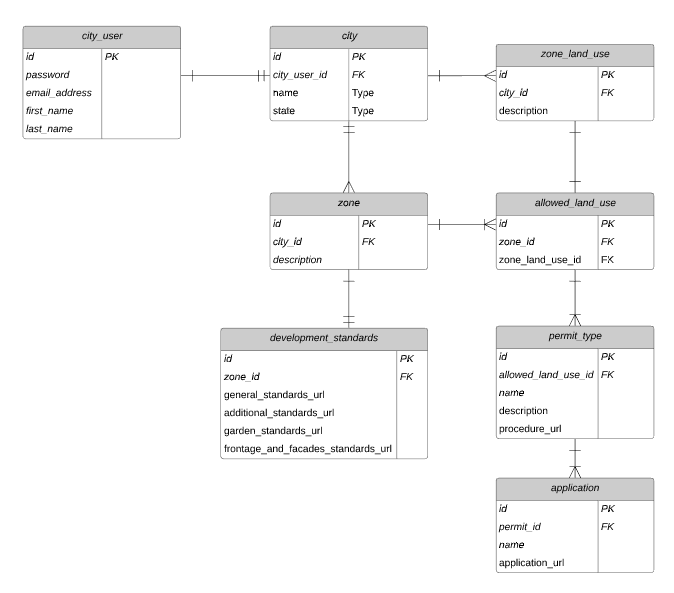 city_user
id PK
password
email_address
first_name
last_name
city
id PK
city_user_id FK
name Type
state Type
zone_land_use
id PK
city_id FK
description
zone
id PK
city_id FK
description
allowed_land_use
id PK
zone_id FK
zone_land_use_id FK
development_standards
id PK
zone_id FK
general_standards_url
additional_standards_url
garden_standards_url
frontage_and_facades_standards_url
permit_type
id PK
allowed_land_use_id FK
name
description
procedure_url
application
id PK
permit_id FK
name
application_url